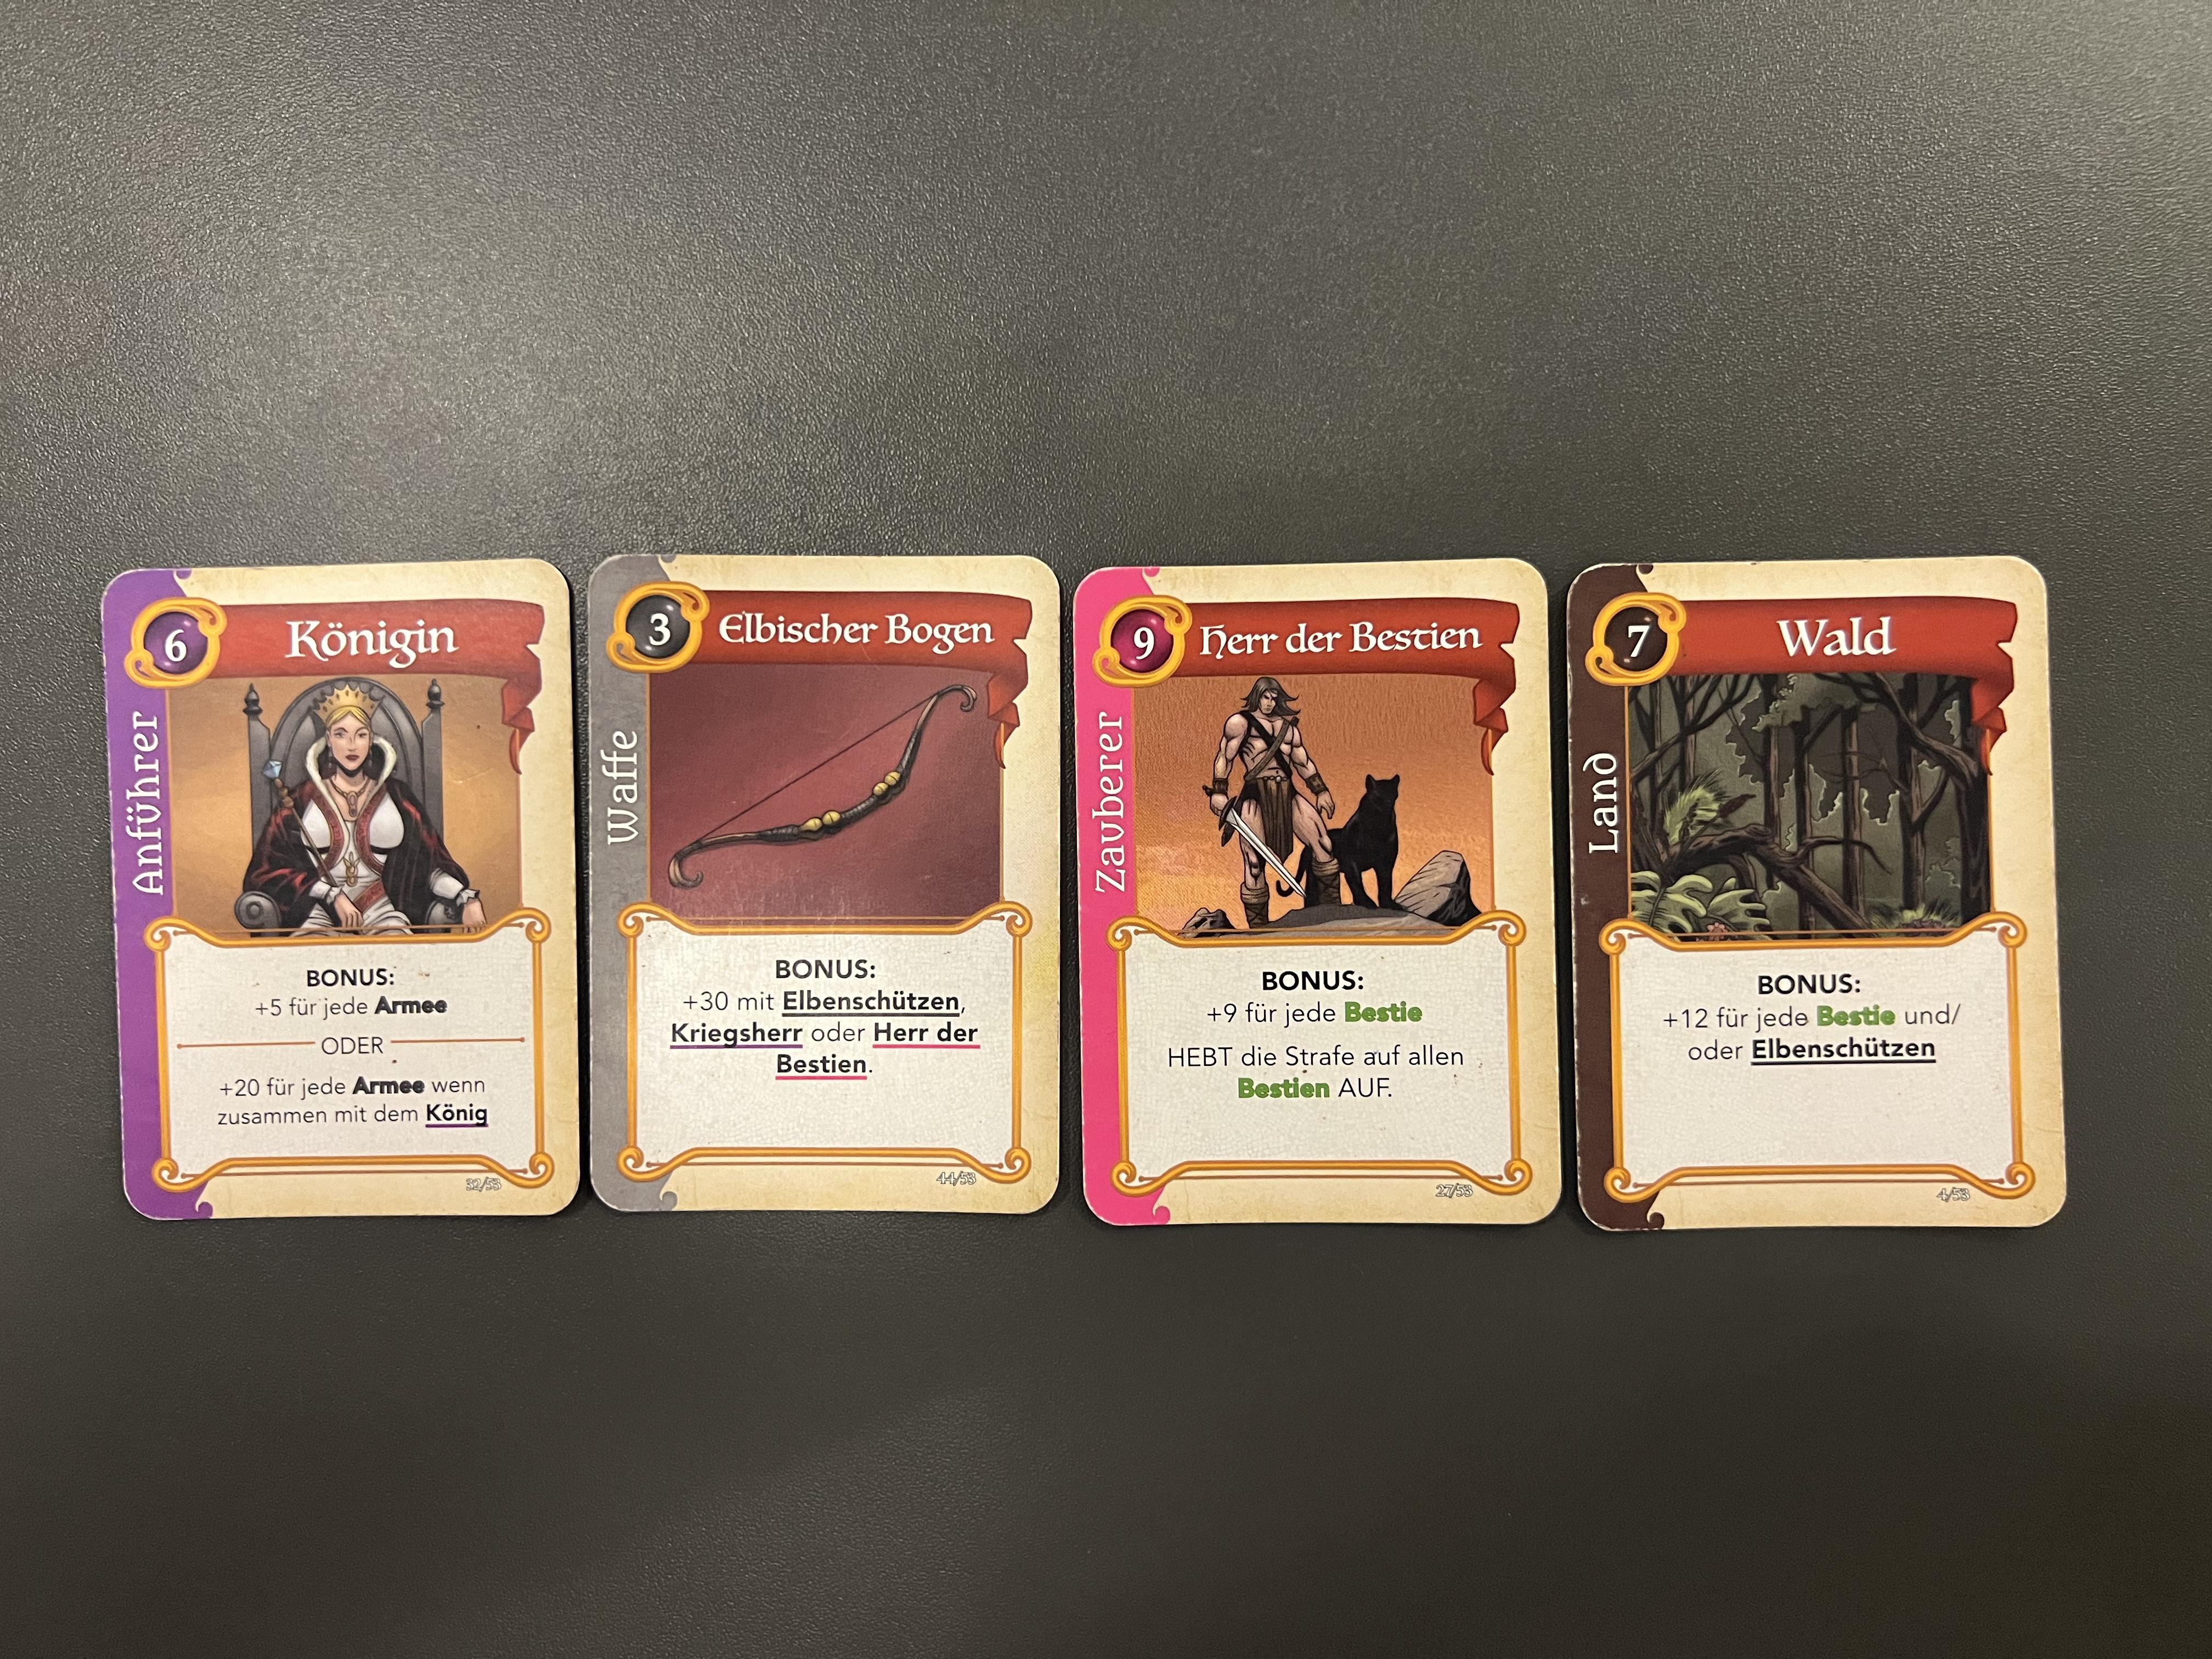 6
Königin
Anführer
BONUS:
+5 für jede Armee
ODER
+20 für jede Armee wenn
zusammen mit dem König
32/53
3
Elbischer Bogen
Waffe
BONUS:
+30 mit Elbenschützen,
Kriegsherr oder Herr der
Bestien.
44/53
9
Herr der Bestien
Zauberer
BONUS:
+9 für jede Bestie
HEBT die Strafe auf allen
Bestien AUF.
27/53
7
Wald
Land
BONUS:
+12 für jede Bestie und/
oder Elbenschützen
4/53